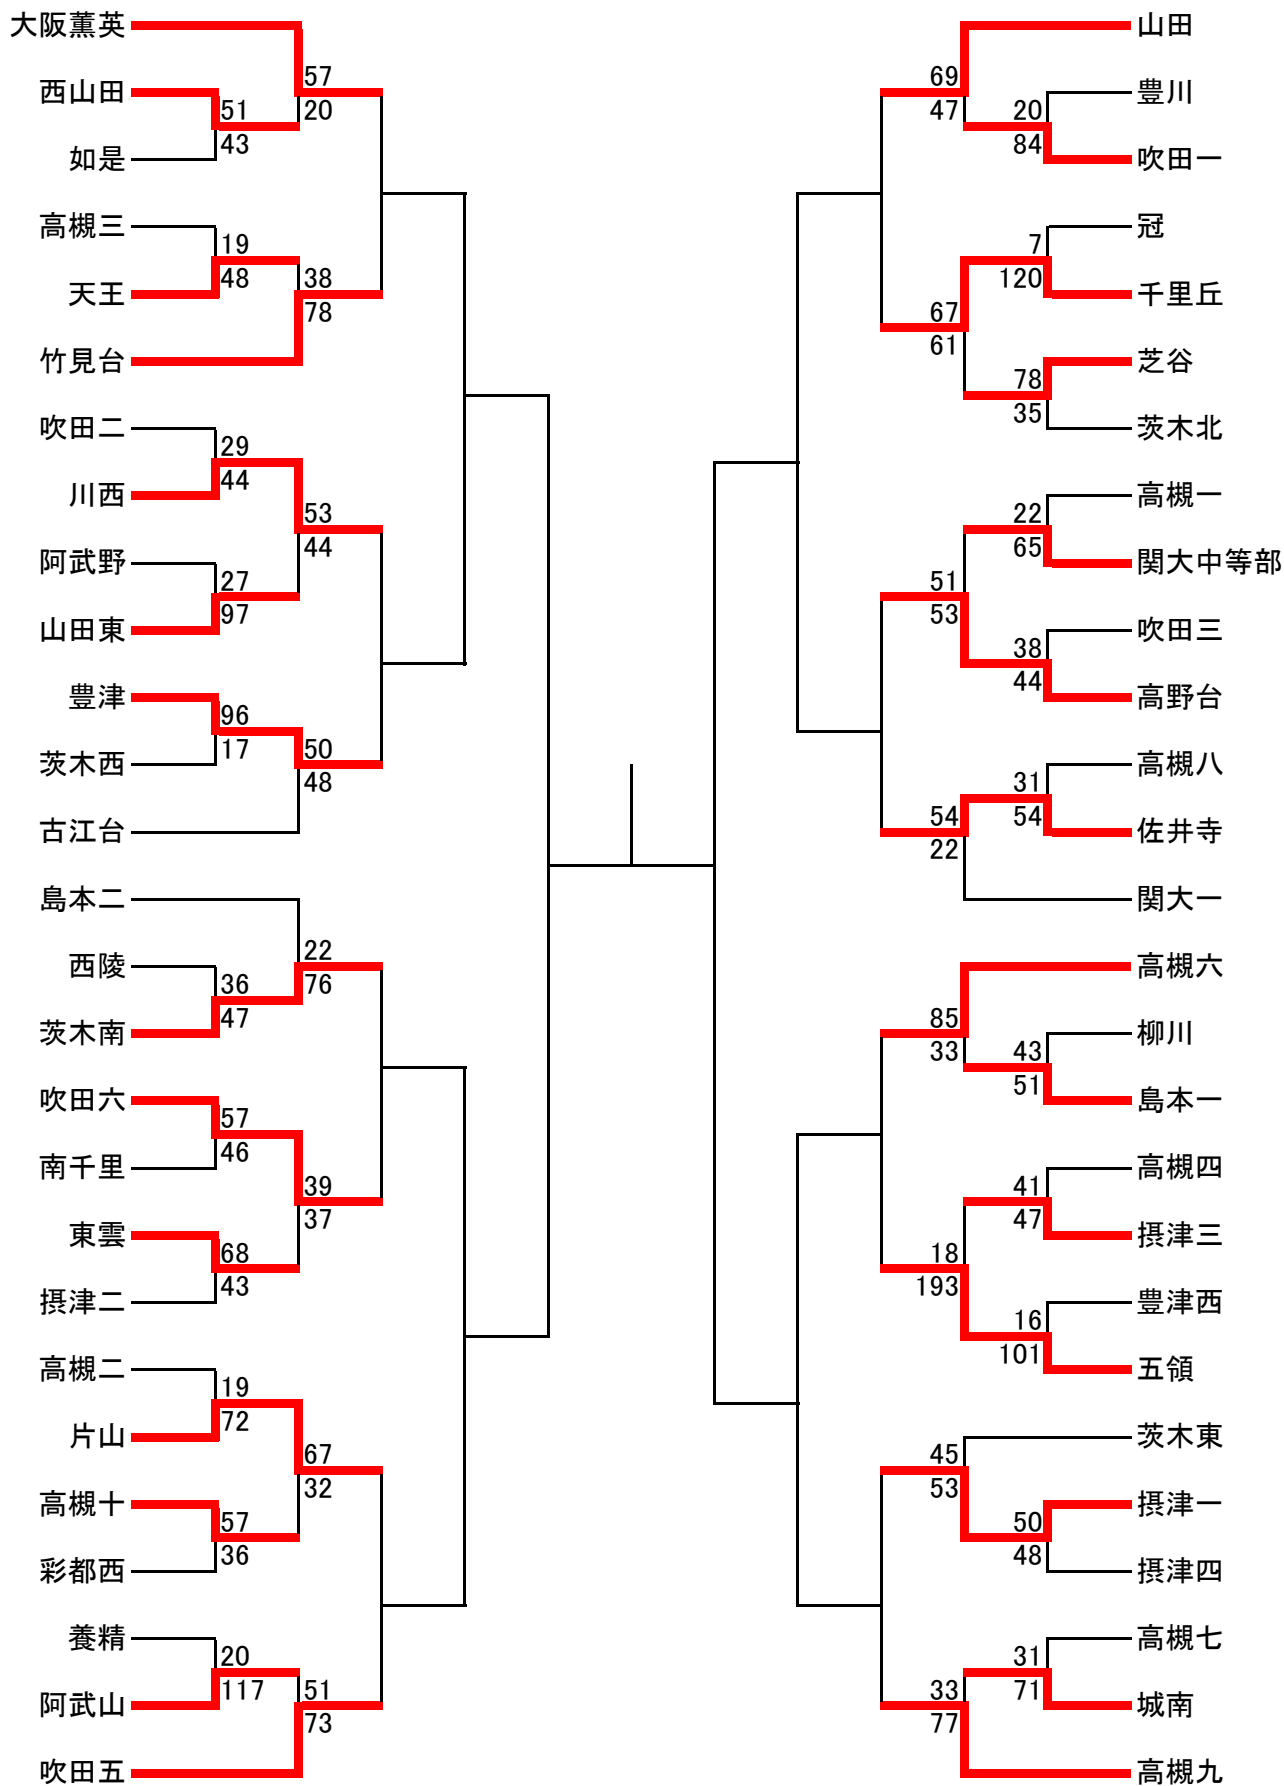 大阪薫英
西山田
如是
高槻三
天王
竹見台
吹田二
川西
阿武野
山田東
豊津
茨木西
古江台
島本二
西陵
茨木南
吹田六
南千里
東雲
摂津二
高槻二
片山
高槻十
彩都西
養精
阿武山
吹田五
51
43
19
48
29
44
27
97
96
17
36
47
57
46
68
43
19
72
57
36
20
117
57
20
38
78
53
44
50
48
22
76
39
37
67
32
51
73
69
47
67
61
51
53
54
22
85
33
18
193
45
53
33
77
20
84
7
120
78
35
22
65
38
44
31
54
43
51
41
47
16
101
50
48
31
71
山田
豊川
吹田一
冠
千里丘
芝谷
茨木北
高槻一
関大中等部
吹田三
高野台
高槻八
佐井寺
関大一
高槻六
柳川
島本一
高槻四
摂津三
豊津西
五領
茨木東
摂津一
摂津四
高槻七
城南
高槻九